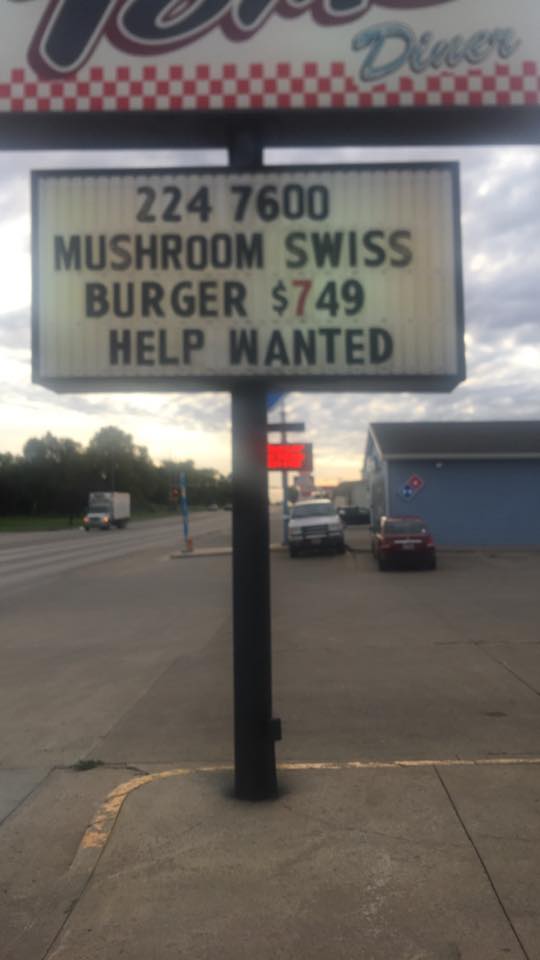 Diner
224 7600
MUSHROOM SWISS
BURGER $749
HELP WANTED